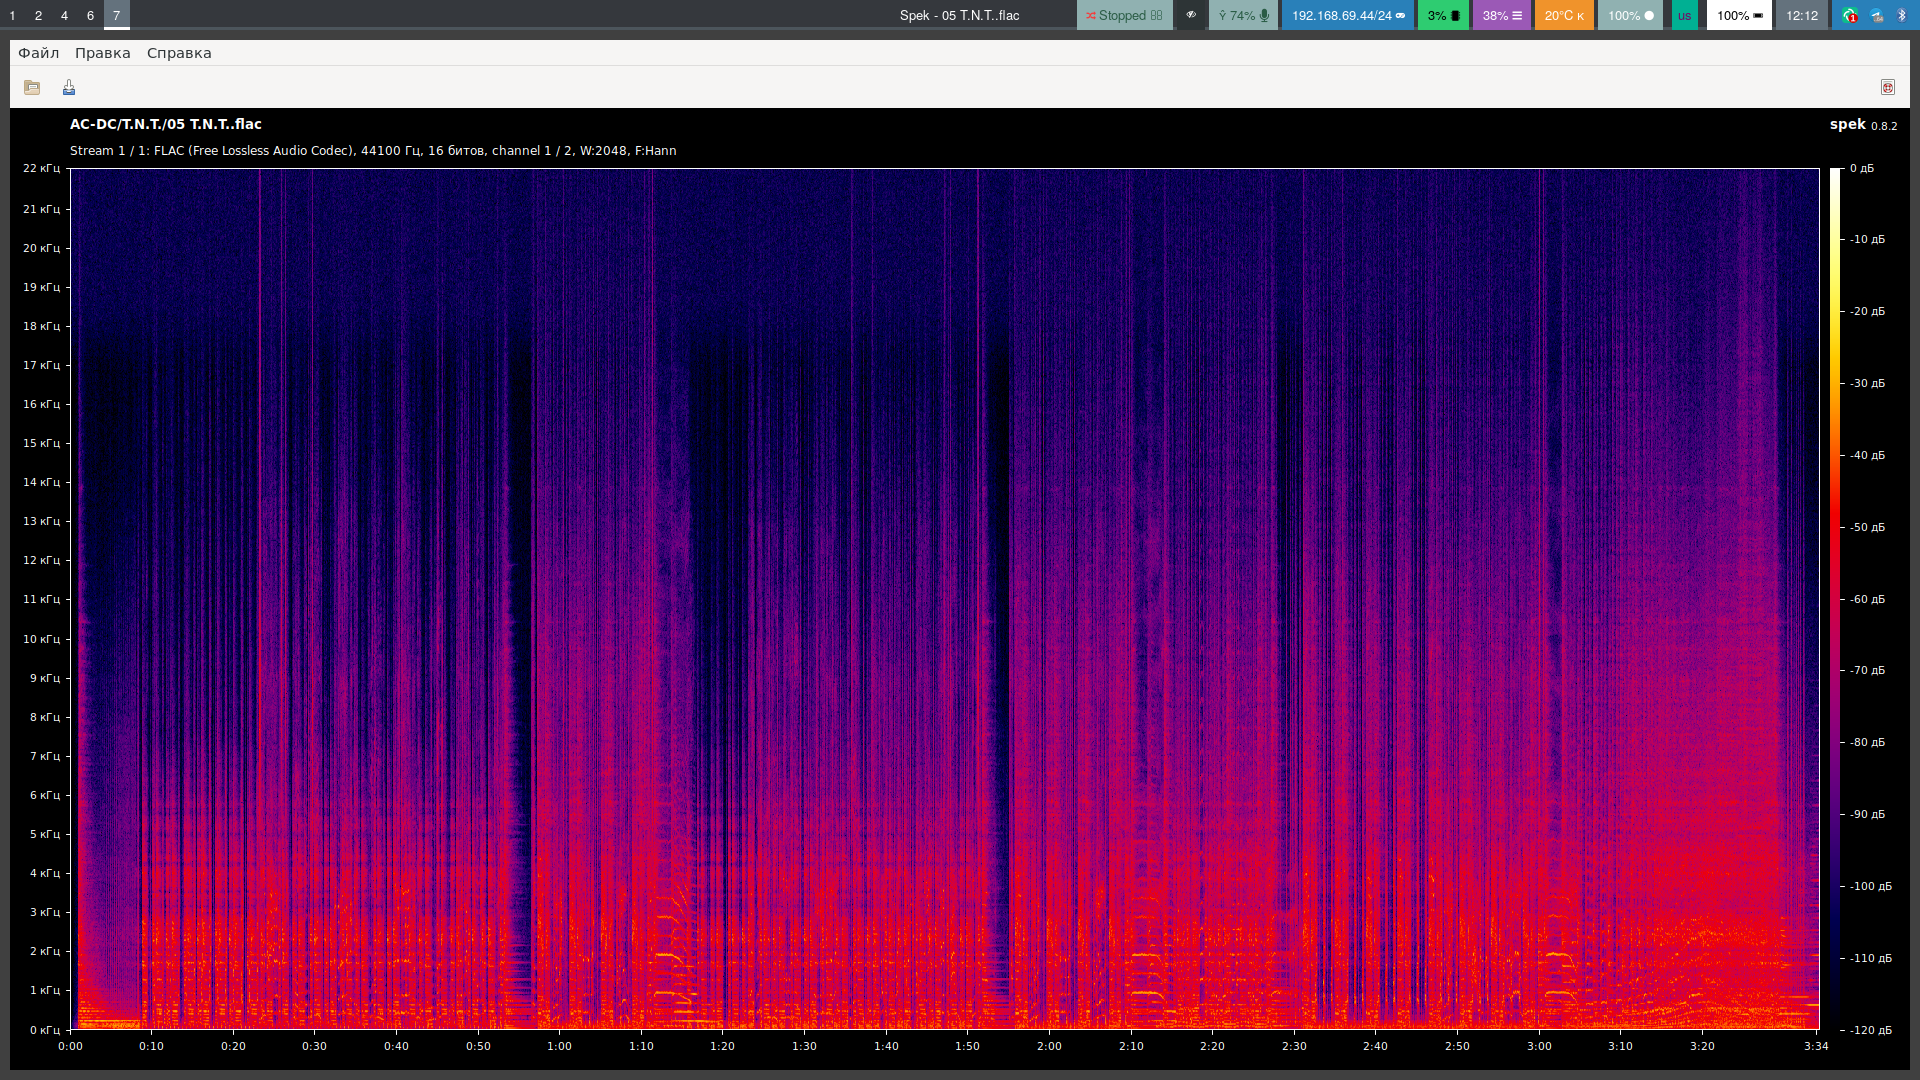 1 2 4 6 7 Spek - 05 T.N.T..flac Stopped 74% 192.168.69.44/24 3% 38% 20°C к 100% us 100% 12:12
Файл Правка Справка
AC-DC/T.N.T./05 T.N.T..flac spek 0.8.2
Stream 1 / 1: FLAC (Free Lossless Audio Codec), 44100 Гц, 16 битов, channel 1 / 2, W:2048, F:Hann
22 кГц
21 кГц
20 кГц
19 кГц
18 кГц
17 кГц
16 кГц
15 кГц
14 кГц
13 кГц
12 кГц
11 кГц
10 кГц
9 кГц
8 кГц
7 кГц
6 кГц
5 кГц
4 кГц
3 кГц
2 кГц
1 кГц
0 кГц
0 дБ
-10 дБ
-20 дБ
-30 дБ
-40 дБ
-50 дБ
-60 дБ
-70 дБ
-80 дБ
-90 дБ
-100 дБ
-110 дБ
-120 дБ
0:00 0:10 0:20 0:30 0:40 0:50 1:00 1:10 1:20 1:30 1:40 1:50 2:00 2:10 2:20 2:30 2:40 2:50 3:00 3:10 3:20 3:34